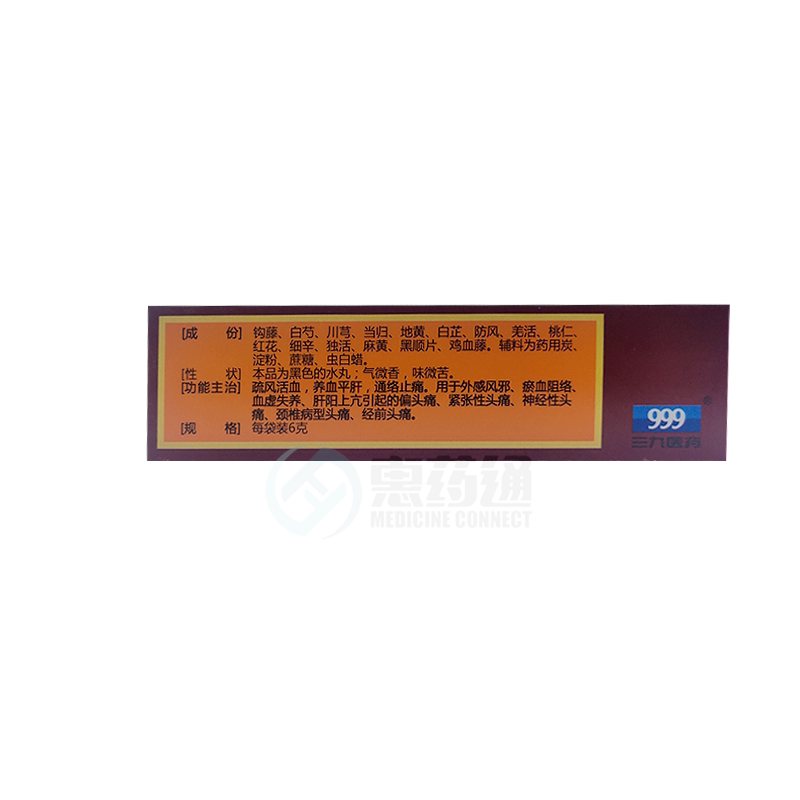 [成 份] 钩藤、白芍、川芎、当归、地黄、白芷、防风、羌活、桃仁、
红花、细辛、独活、麻黄、黑顺片、鸡血藤。辅料为药用炭、
淀粉、蔗糖、虫白蜡。
[性 状] 本品为黑色的水丸；气微香，味微苦。
[功能主治] 疏风活血，养血平肝，通络止痛。用于外感风邪、瘀血阻络、
血虚失养、肝阳上亢引起的偏头痛、紧张性头痛、神经性头
痛、颈椎病型头痛、经前头痛。
[规 格] 每袋装6克
999®
三九医药
惠药通
MEDICINE CONNECT